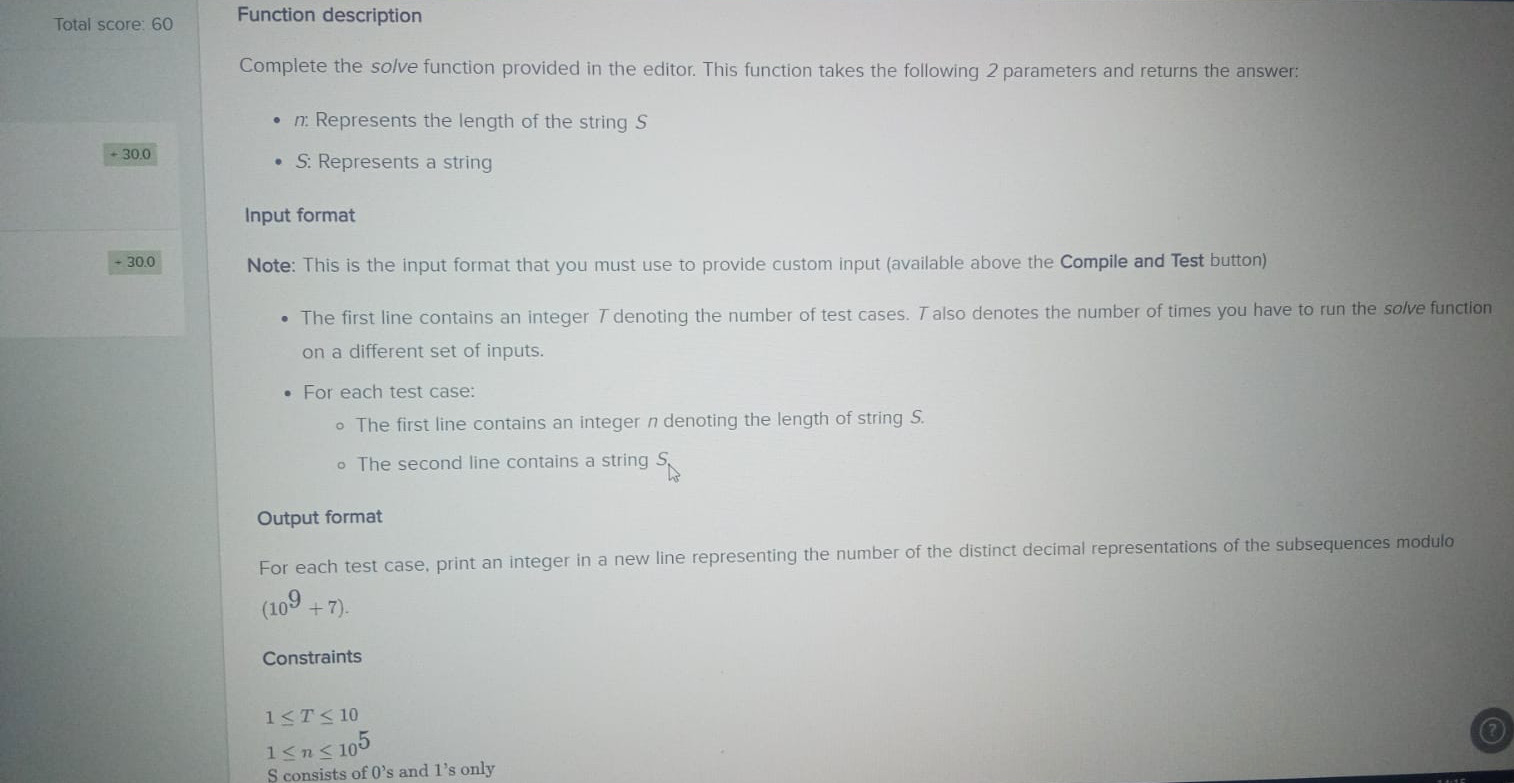 Total score: 60
Function description
Complete the solve function provided in the editor. This function takes the following 2 parameters and returns the answer:
• n: Represents the length of the string S
• S: Represents a string
+ 30.0
Input format
+ 30.0
Note: This is the input format that you must use to provide custom input (available above the Compile and Test button)
• The first line contains an integer T denoting the number of test cases. T also denotes the number of times you have to run the solve function
on a different set of inputs.
• For each test case:
o The first line contains an integer n denoting the length of string S.
o The second line contains a string S
Output format
For each test case, print an integer in a new line representing the number of the distinct decimal representations of the subsequences modulo
(10^9 + 7).
Constraints
1 ≤ T ≤ 10
1 ≤ n ≤ 10^5
S consists of 0's and 1's only
?